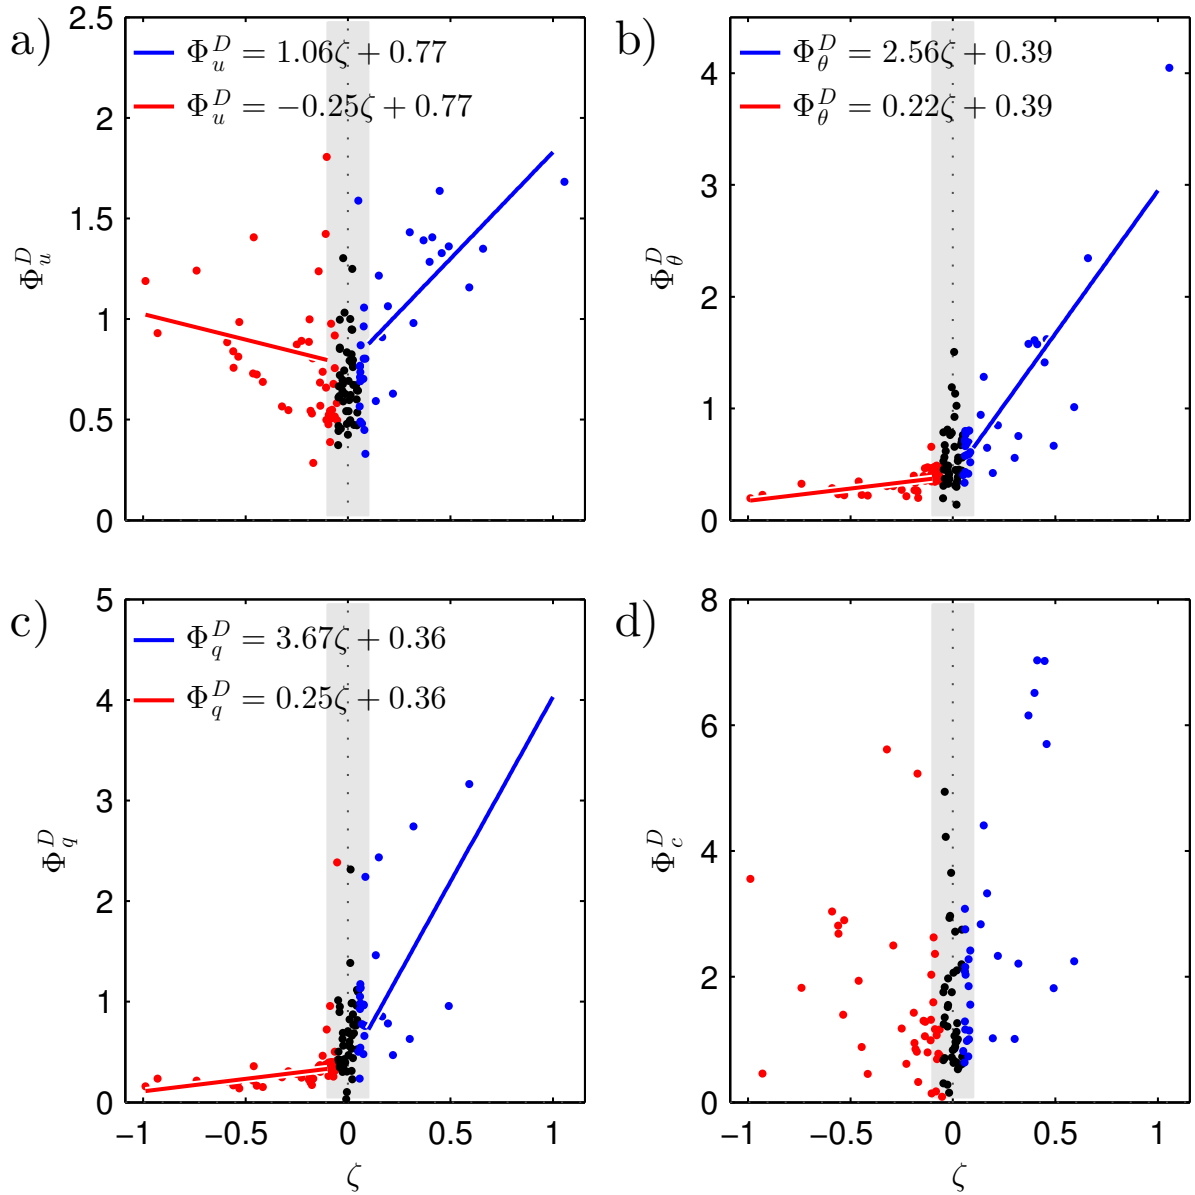 a)
Φ_u^D = 1.06ζ + 0.77
Φ_u^D = −0.25ζ + 0.77
2.5
2
1.5
1
0.5
0
Φ_u^D
b)
Φ_θ^D = 2.56ζ + 0.39
Φ_θ^D = 0.22ζ + 0.39
4
3
2
1
0
Φ_θ^D
c)
Φ_q^D = 3.67ζ + 0.36
Φ_q^D = 0.25ζ + 0.36
5
4
3
2
1
0
Φ_q^D
−1 −0.5 0 0.5 1
ζ
d)
8
6
4
2
0
Φ_c^D
−1 −0.5 0 0.5 1
ζ